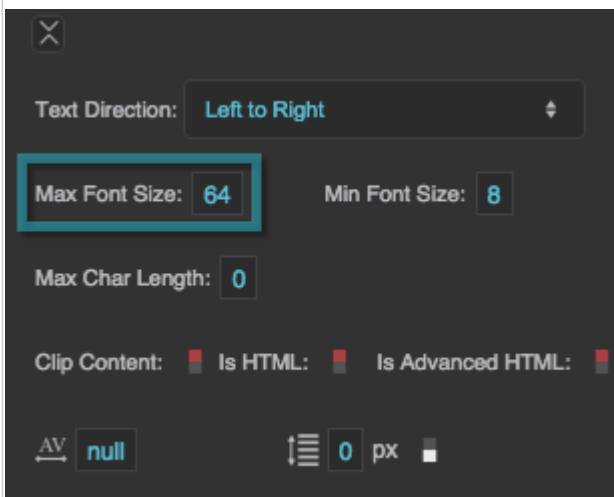 Text Direction: Left to Right
Max Font Size: 64 Min Font Size: 8
Max Char Length: 0
Clip Content: Is HTML: Is Advanced HTML:
AV null 0 px